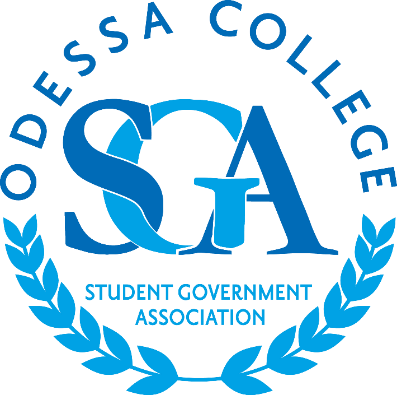 ODESSA COLLEGE
SGA
STUDENT GOVERNMENT
ASSOCIATION